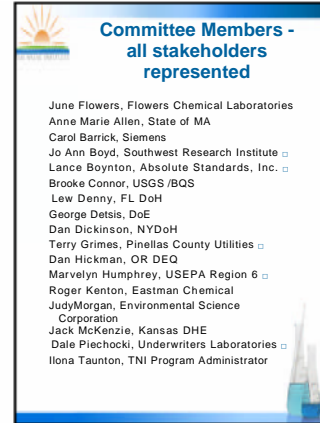 Committee Members -
all stakeholders
represented
June Flowers, Flowers Chemical Laboratories
Anne Marie Allen, State of MA
Carol Barrick, Siemens
Jo Ann Boyd, Southwest Research Institute □
Lance Boynton, Absolute Standards, Inc. □
Brooke Connor, USGS /BQS
Lew Denny, FL DoH
George Detsis, DoE
Dan Dickinson, NYDoH
Terry Grimes, Pinellas County Utilities □
Dan Hickman, OR DEQ
Marvelyn Humphrey, USEPA Region 6 □
Roger Kenton, Eastman Chemical
JudyMorgan, Environmental Science
Corporation
Jack McKenzie, Kansas DHE
Dale Piechocki, Underwriters Laboratories □
Ilona Taunton, TNI Program Administrator